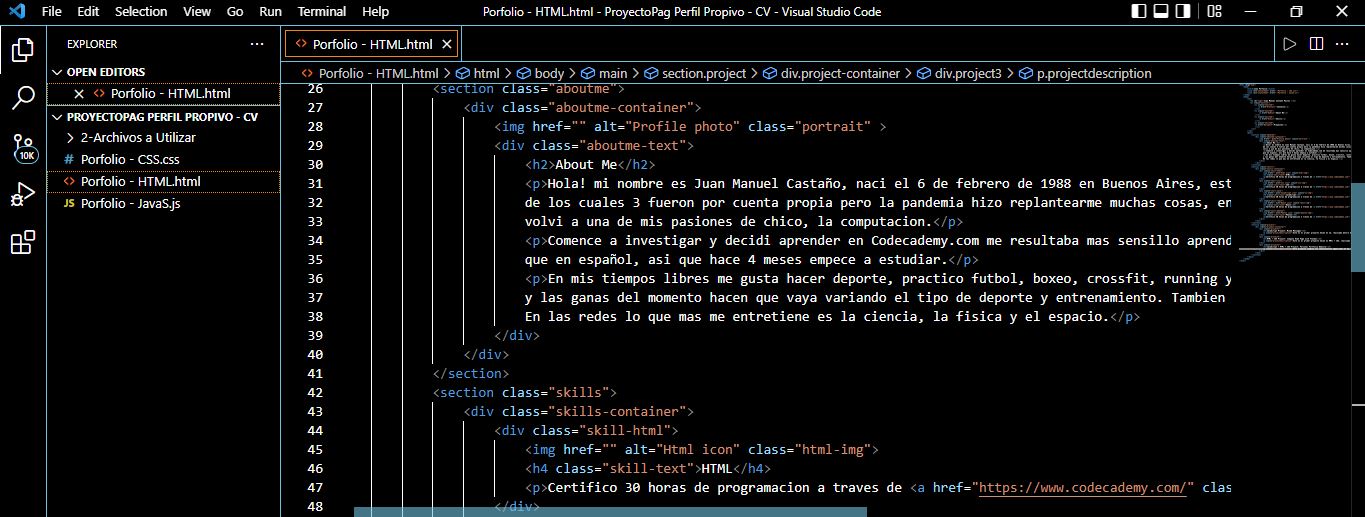 File Edit Selection View Go Run Terminal Help Porfolio - HTML.html - ProyectoPag Perfil Propivo - CV - Visual Studio Code
EXPLORER
OPEN EDITORS
Porfolio - HTML.html
PROYECTOPAG PERFIL PROPIVO - CV
2-Archivos a Utilizar
# Porfolio - CSS.css
<> Porfolio - HTML.html
JS Porfolio - JavaS.js
10K
<> Porfolio - HTML.html
<> Porfolio - HTML.html > html > body > main > section.project > div.project-container > div.project3 > p.projectdescription
26 <section class="aboutme">
27 <div class="aboutme-container">
28 <img href="" alt="Profile photo" class="portrait" >
29 <div class="aboutme-text">
30 <h2>About Me</h2>
31 <p>Hola! mi nombre es Juan Manuel Castaño, naci el 6 de febrero de 1988 en Buenos Aires, est
32 de los cuales 3 fueron por cuenta propia pero la pandemia hizo replantearme muchas cosas, en
33 volvi a una de mis pasiones de chico, la computacion.</p>
34 <p>Comence a investigar y decidi aprender en Codecademy.com me resultaba mas sensillo aprend
35 que en español, asi que hace 4 meses empece a estudiar.</p>
36 <p>En mis tiempos libres me gusta hacer deporte, practico futbol, boxeo, crossfit, running y
37 y las ganas del momento hacen que vaya variando el tipo de deporte y entrenamiento. Tambien
38 En las redes lo que mas me entretiene es la ciencia, la fisica y el espacio.</p>
39 </div>
40 </div>
41 </section>
42 <section class="skills">
43 <div class="skills-container">
44 <div class="skill-html">
45 <img href="" alt="Html icon" class="html-img">
46 <h4 class="skill-text">HTML</h4>
47 <p>Certifico 30 horas de programacion a traves de <a href="https://www.codecademy.com/" clas
48 </div>